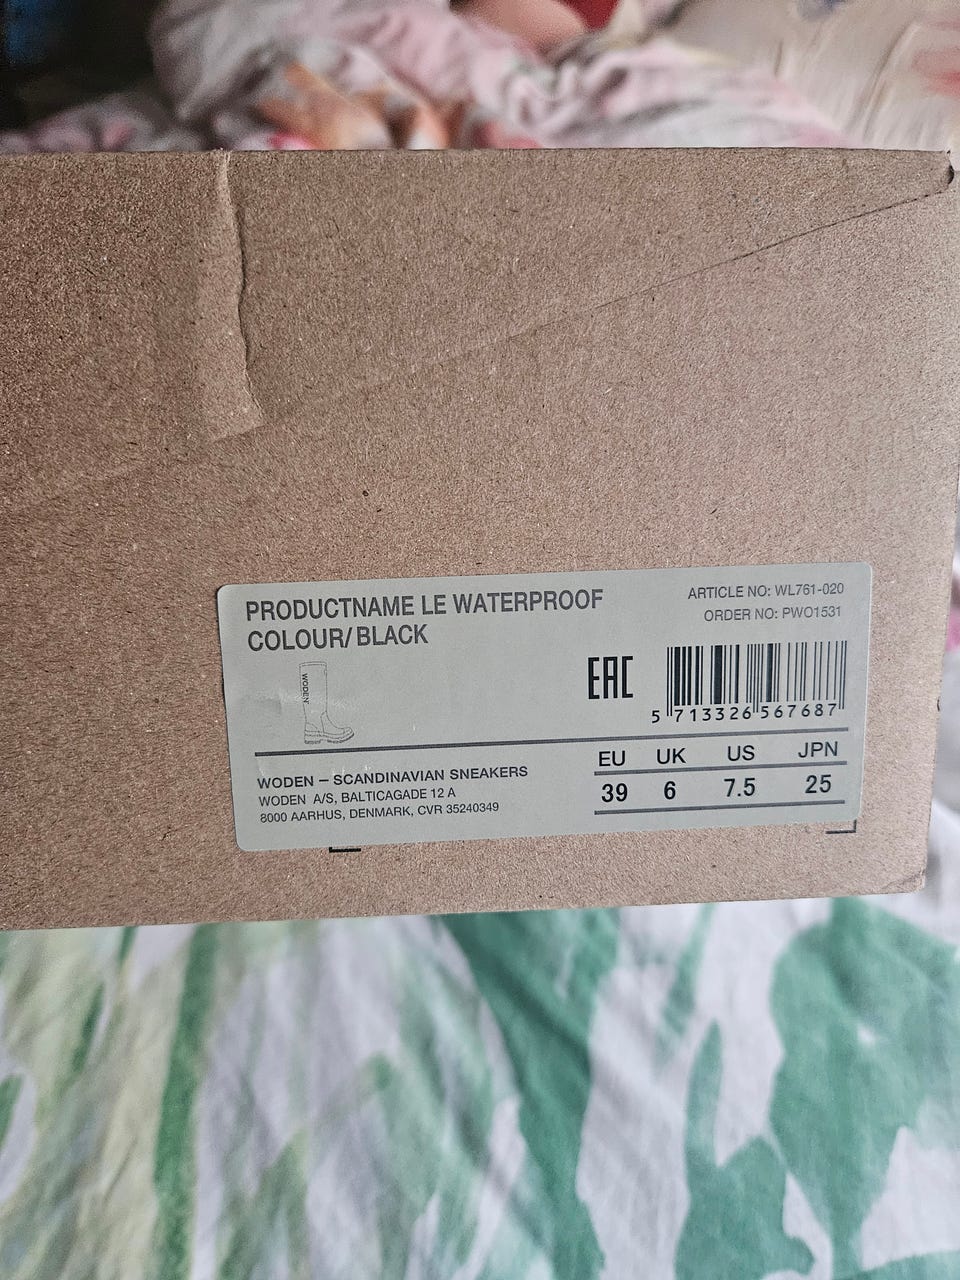 PRODUCTNAME LE WATERPROOF
COLOUR/BLACK
ARTICLE NO: WL761-020
ORDER NO: PWO1531
WODEN
EAC
5 713326 567687
WODEN – SCANDINAVIAN SNEAKERS
WODEN A/S, BALTICAGADE 12 A
8000 AARHUS, DENMARK, CVR 35240349
EU UK US JPN
39 6 7.5 25